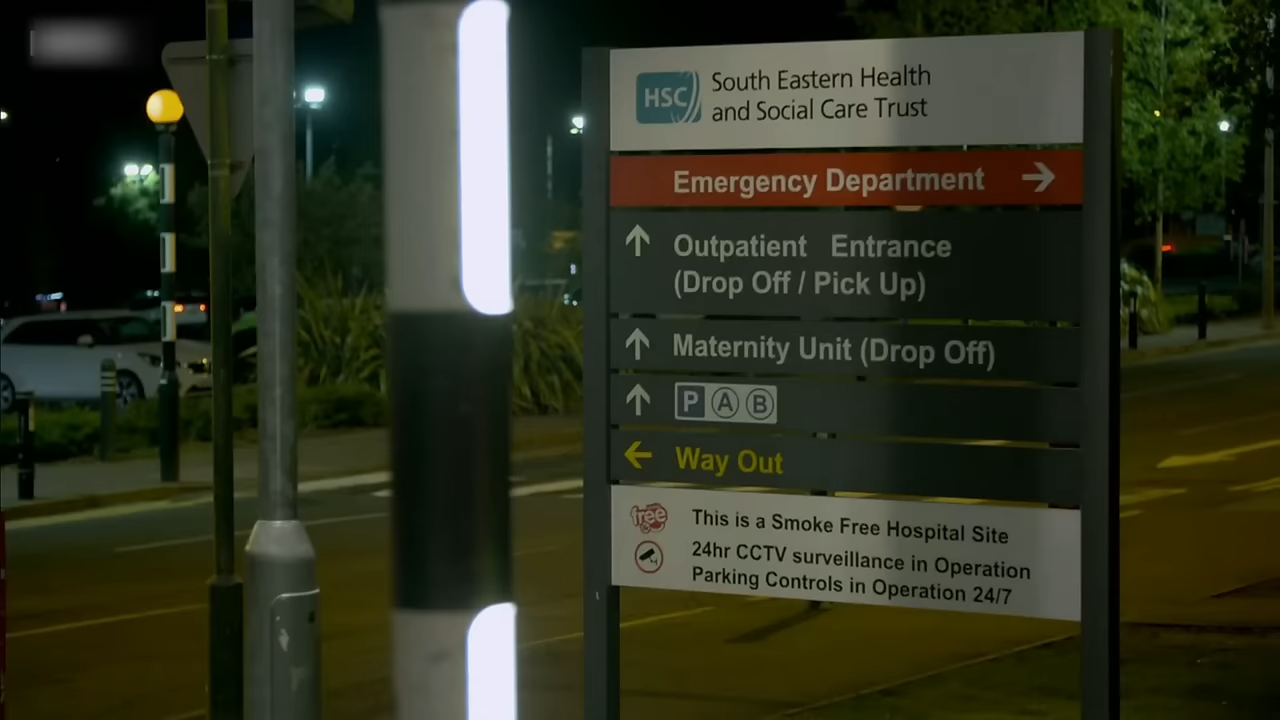 HSC
South Eastern Health
and Social Care Trust
Emergency Department
Outpatient Entrance
(Drop Off / Pick Up)
Maternity Unit (Drop Off)
P A B
Way Out
free
This is a Smoke Free Hospital Site
24hr CCTV surveillance in Operation
Parking Controls in Operation 24/7